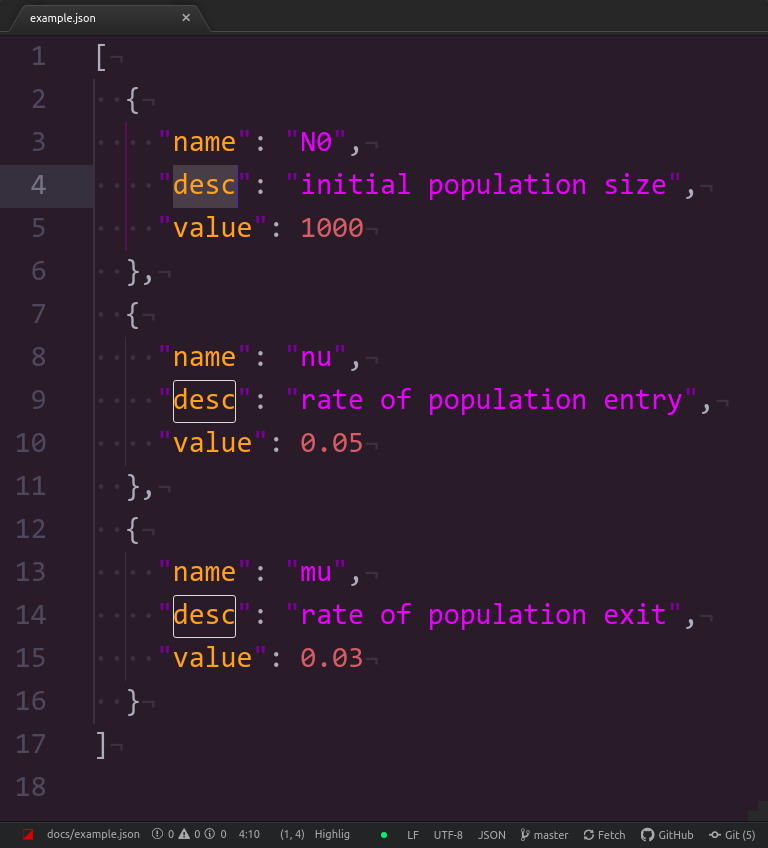 example.json ×
1 [¬
2 ··{¬
3 ····"name": "N0",¬
4 ····"desc": "initial population size",¬
5 ····"value": 1000¬
6 ··},¬
7 ··{¬
8 ····"name": "nu",¬
9 ····"desc": "rate of population entry",¬
10 ····"value": 0.05¬
11 ··},¬
12 ··{¬
13 ····"name": "mu",¬
14 ····"desc": "rate of population exit",¬
15 ····"value": 0.03¬
16 ··}¬
17 ]¬
18
docs/example.json 0 0 0 4:10 (1, 4) Highlig LF UTF-8 JSON master Fetch GitHub Git (5)